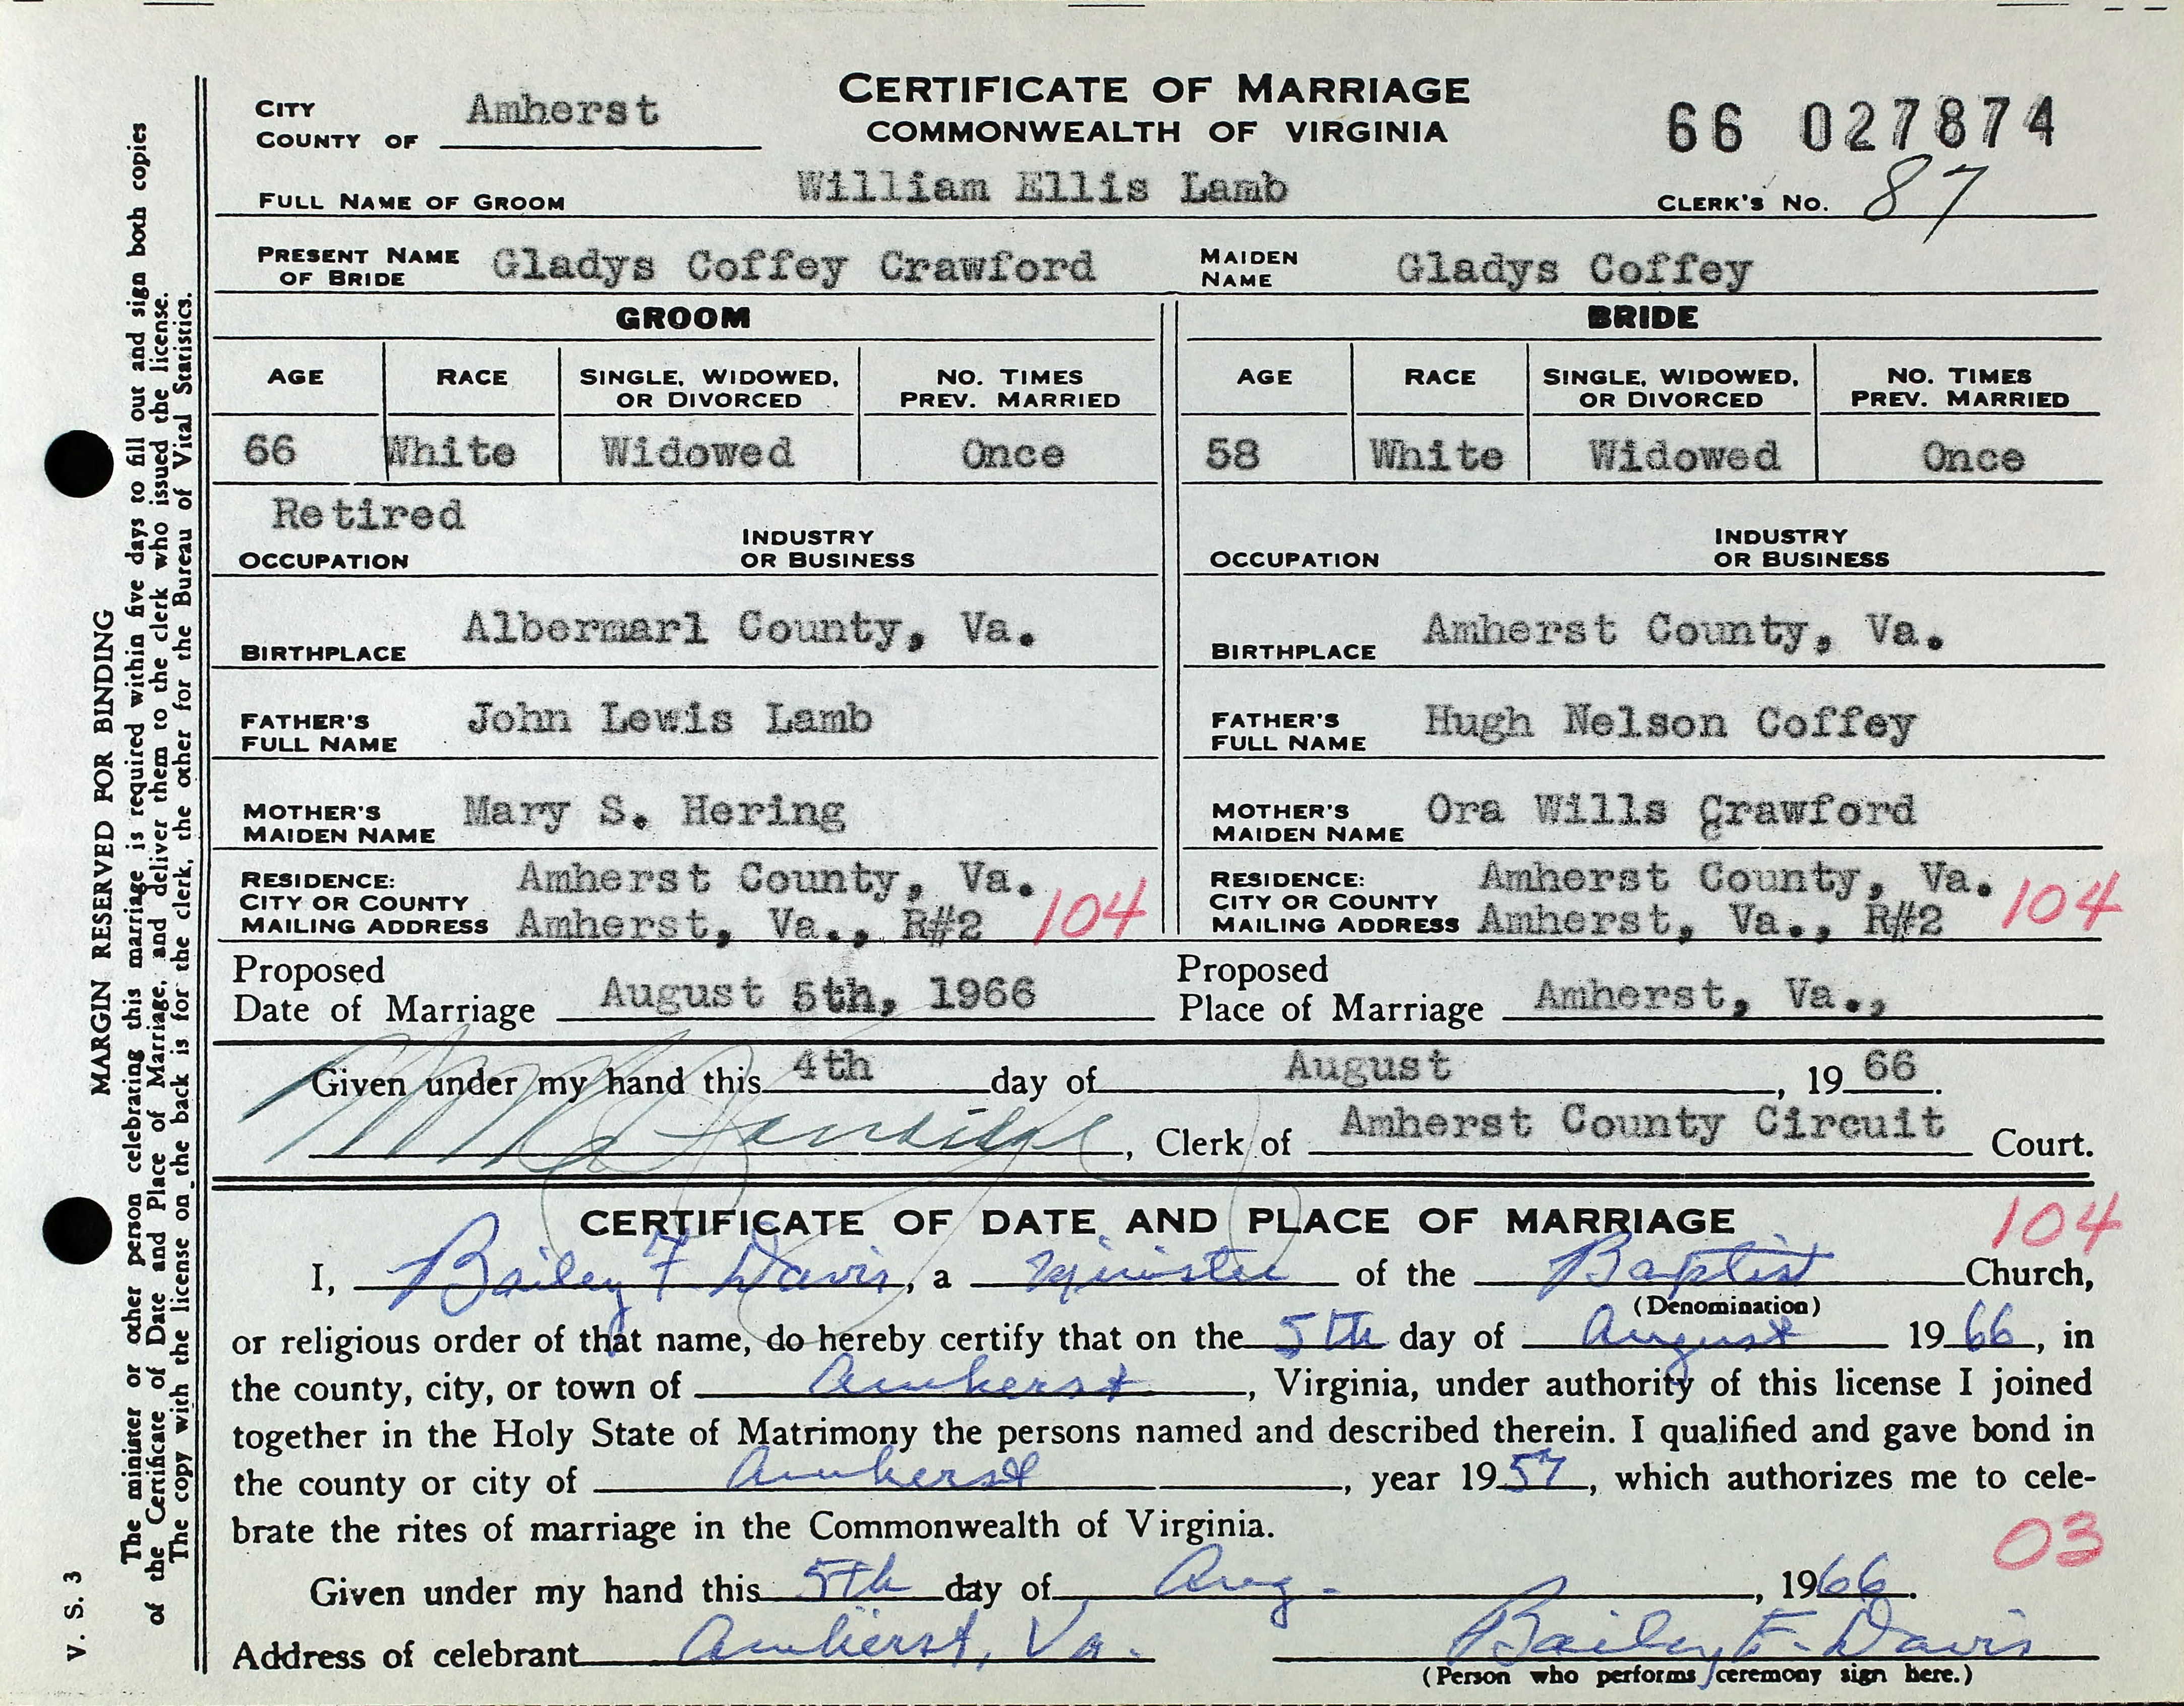 CERTIFICATE OF MARRIAGE
COMMONWEALTH OF VIRGINIA
CITY
COUNTY OF Amherst
66 027874
FULL NAME OF GROOM William Ellis Lamb CLERK'S NO. 87
PRESENT NAME OF BRIDE Gladys Coffey Crawford MAIDEN NAME Gladys Coffey
GROOM BRIDE
AGE RACE SINGLE, WIDOWED, OR DIVORCED NO. TIMES PREV. MARRIED AGE RACE SINGLE, WIDOWED, OR DIVORCED NO. TIMES PREV. MARRIED
66 White Widowed Once 58 White Widowed Once
Retired
OCCUPATION INDUSTRY OR BUSINESS OCCUPATION INDUSTRY OR BUSINESS
BIRTHPLACE Albermarl County, Va. BIRTHPLACE Amherst County, Va.
FATHER'S FULL NAME John Lewis Lamb FATHER'S FULL NAME Hugh Nelson Coffey
MOTHER'S MAIDEN NAME Mary S. Hering MOTHER'S MAIDEN NAME Ora Wills Crawford
RESIDENCE: CITY OR COUNTY Amherst County, Va. RESIDENCE: CITY OR COUNTY Amherst County, Va.
MAILING ADDRESS Amherst, Va., R#2 104 MAILING ADDRESS Amherst, Va., R#2 104
Proposed Date of Marriage August 5th, 1966 Proposed Place of Marriage Amherst, Va.,
Given under my hand this 4th day of August, 19 66.
, Clerk of Amherst County Circuit Court.
CERTIFICATE OF DATE AND PLACE OF MARRIAGE 104
I, Bailey F Davis, a Minister of the Baptist Church,
(Denomination)
or religious order of that name, do hereby certify that on the 5th day of August 19 66, in
the county, city, or town of Amherst, Virginia, under authority of this license I joined
together in the Holy State of Matrimony the persons named and described therein. I qualified and gave bond in
the county or city of Amherst, year 19 57, which authorizes me to cele-
brate the rites of marriage in the Commonwealth of Virginia.
03
Given under my hand this 5th day of Aug., 19 66.
Address of celebrant Amherst, Va. Bailey F. Davis
(Person who performs ceremony sign here.)
MARGIN RESERVED FOR BINDING
The minister or other person celebrating this marriage is required within five days to fill out and sign both copies
of the Certificate of Date and Place of Marriage, and deliver them to the clerk who issued the license.
The copy with the license on the back is for the clerk, the other for the Bureau of Vital Statistics.
V. S. 3